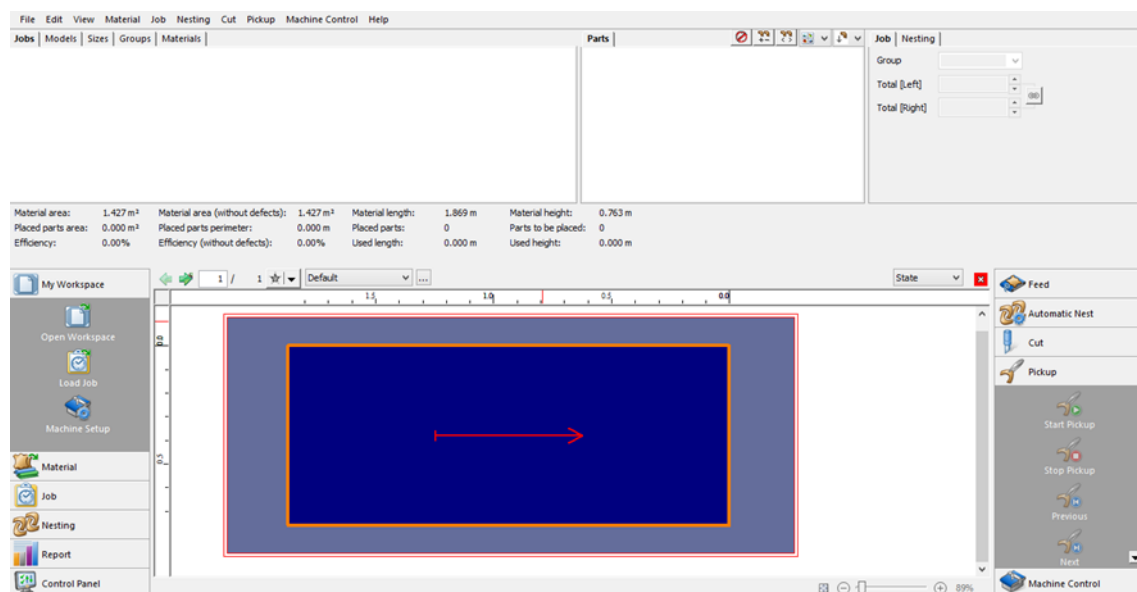 File Edit View Material Job Nesting Cut Pickup Machine Control Help
Jobs Models Sizes Groups Materials
Parts
Job Nesting
Group
Total [Left]
Total [Right]
Material area: 1.427 m² Material area (without defects): 1.427 m² Material length: 1.869 m Material height: 0.763 m
Placed parts area: 0.000 m² Placed parts perimeter: 0.000 m Placed parts: 0 Parts to be placed: 0
Efficiency: 0.00% Efficiency (without defects): 0.00% Used length: 0.000 m Used height: 0.000 m
My Workspace
Open Workspace
Load Job
Machine Setup
Material
Job
Nesting
Report
Control Panel
1 / 1 Default ... State
1.5 1.0 0.5 0.0
0.0
0.5
89%
Feed
Automatic Nest
Cut
Pickup
Start Pickup
Stop Pickup
Previous
Next
Machine Control